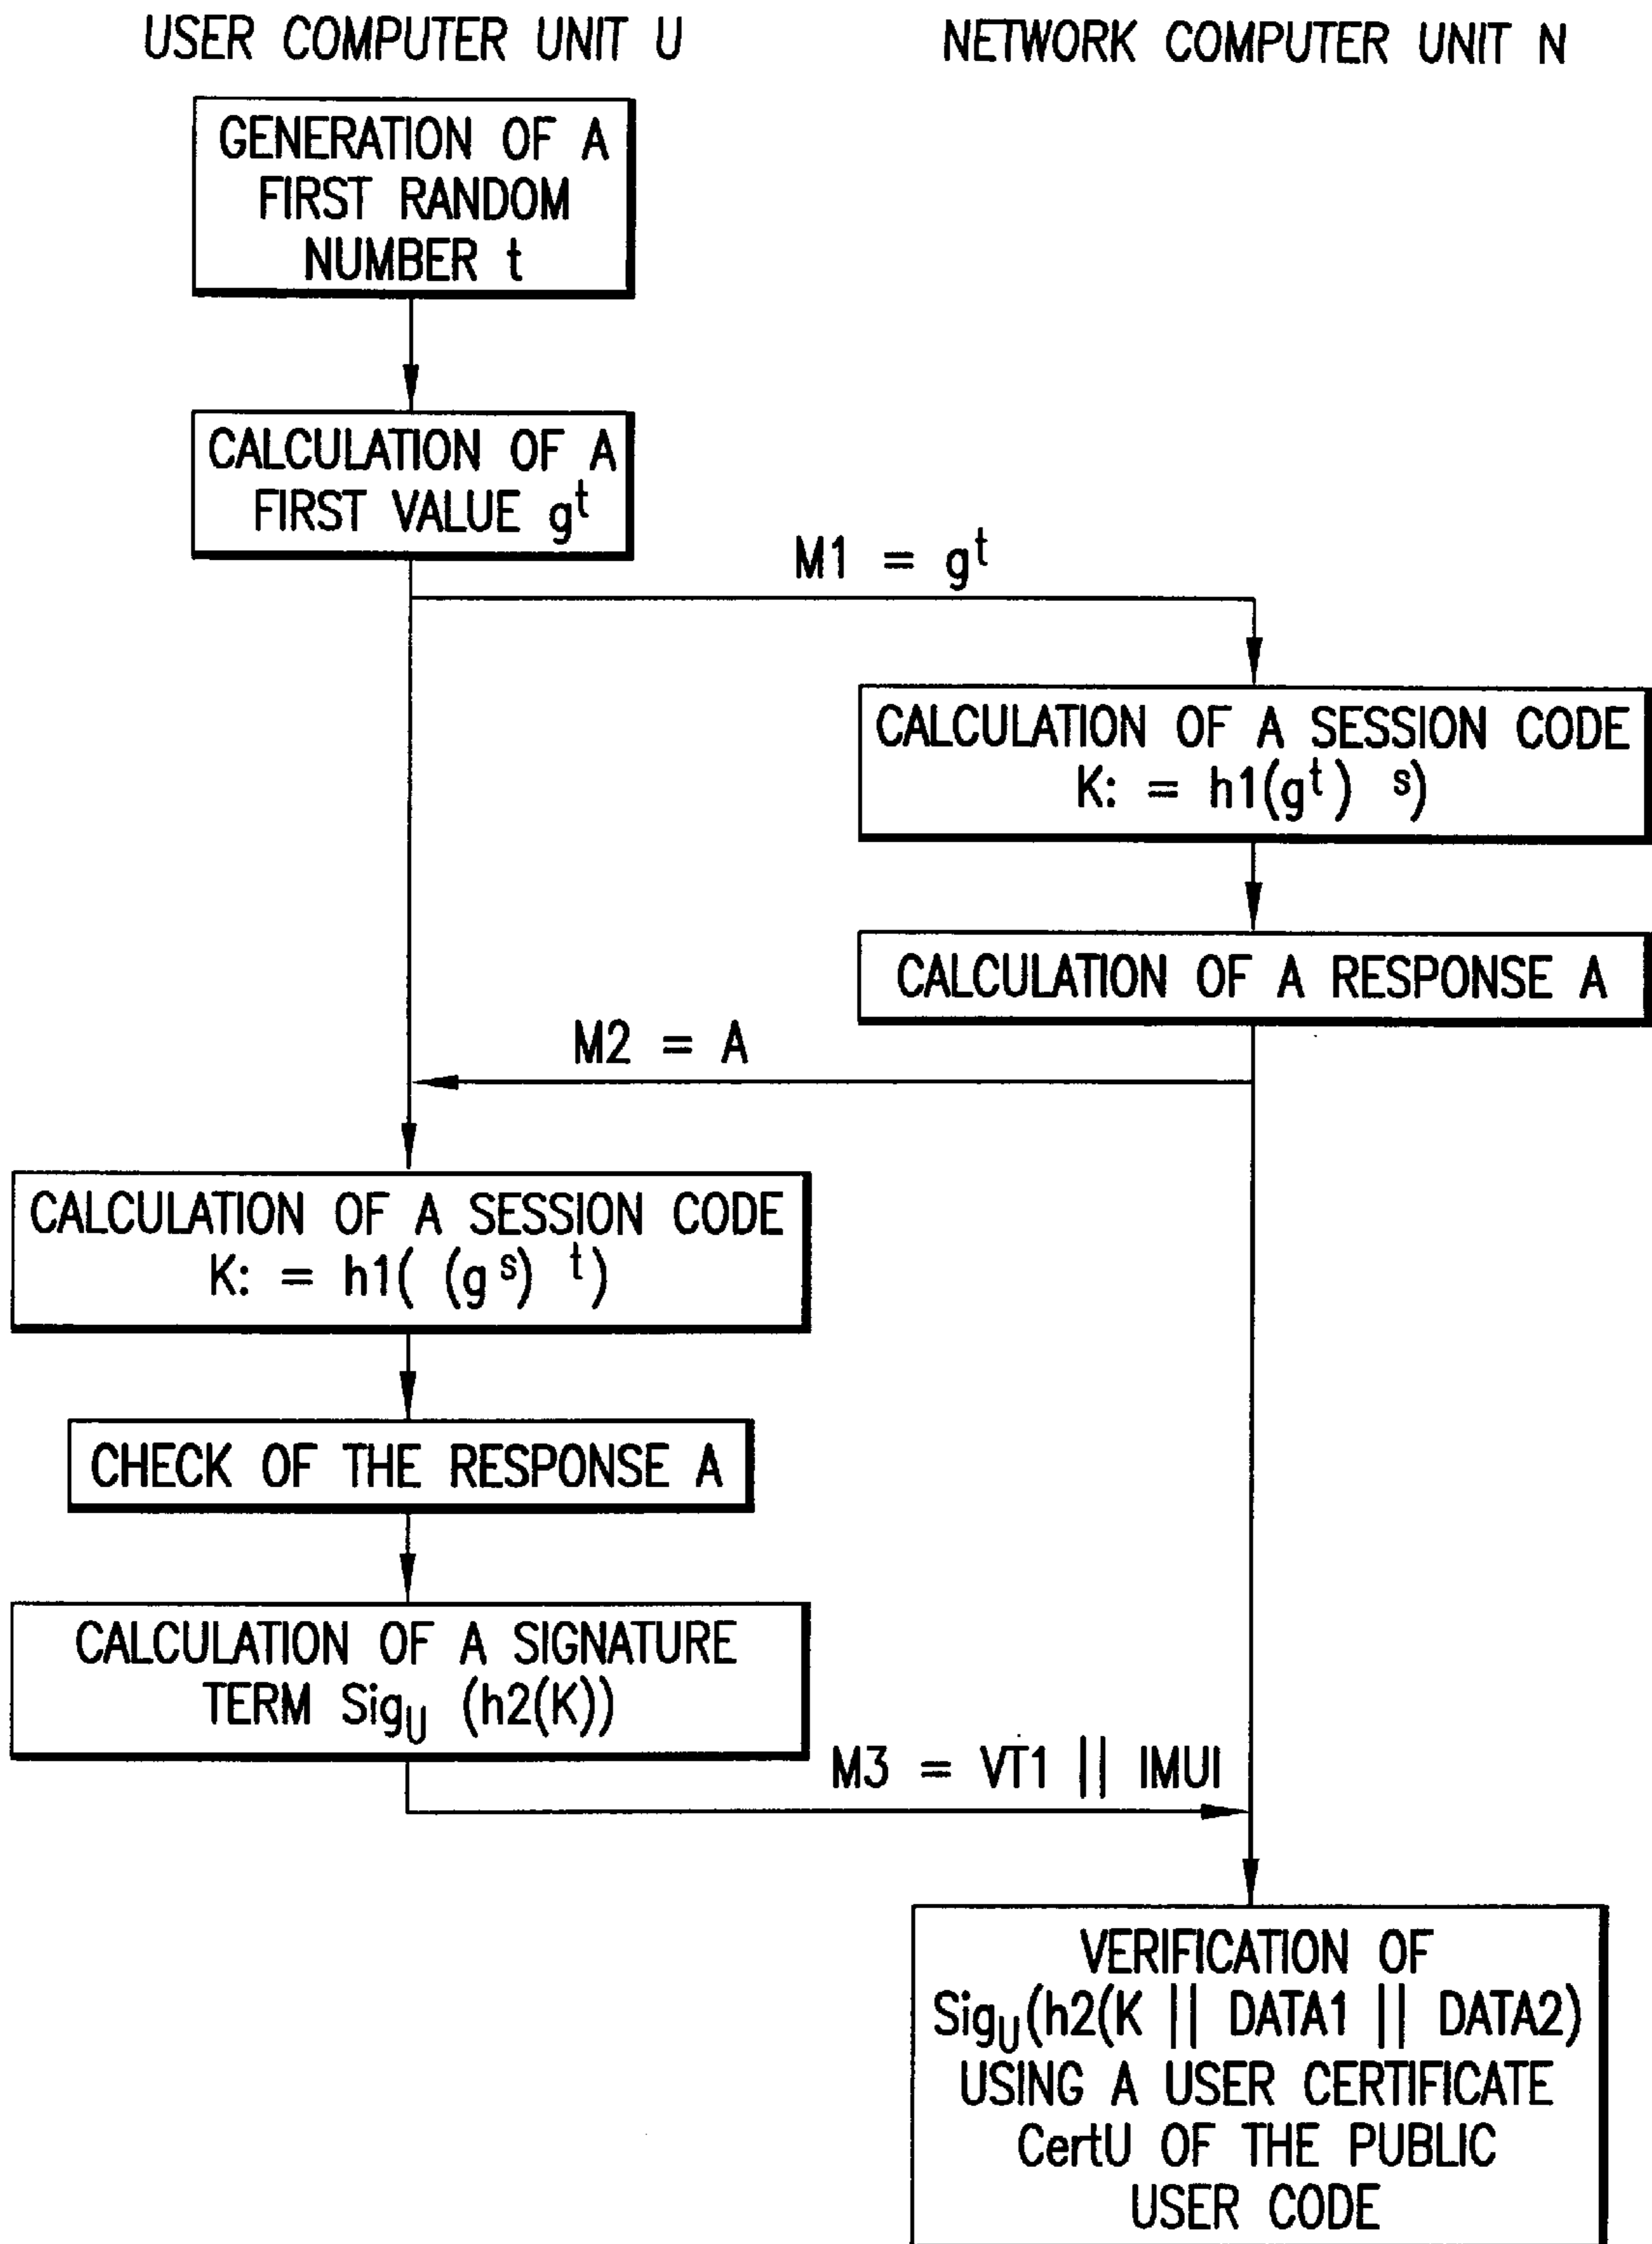 USER COMPUTER UNIT U
NETWORK COMPUTER UNIT N
GENERATION OF A
FIRST RANDOM
NUMBER t
CALCULATION OF A
FIRST VALUE g^t
M1 = g^t
CALCULATION OF A SESSION CODE
K: = h1(g^t) ^s)
CALCULATION OF A RESPONSE A
M2 = A
CALCULATION OF A SESSION CODE
K: = h1( (g^s) ^t)
CHECK OF THE RESPONSE A
CALCULATION OF A SIGNATURE
TERM Sig_U (h2(K))
M3 = VT1 || IMUI
VERIFICATION OF
Sig_U(h2(K || DATA1 || DATA2)
USING A USER CERTIFICATE
CertU OF THE PUBLIC
USER CODE